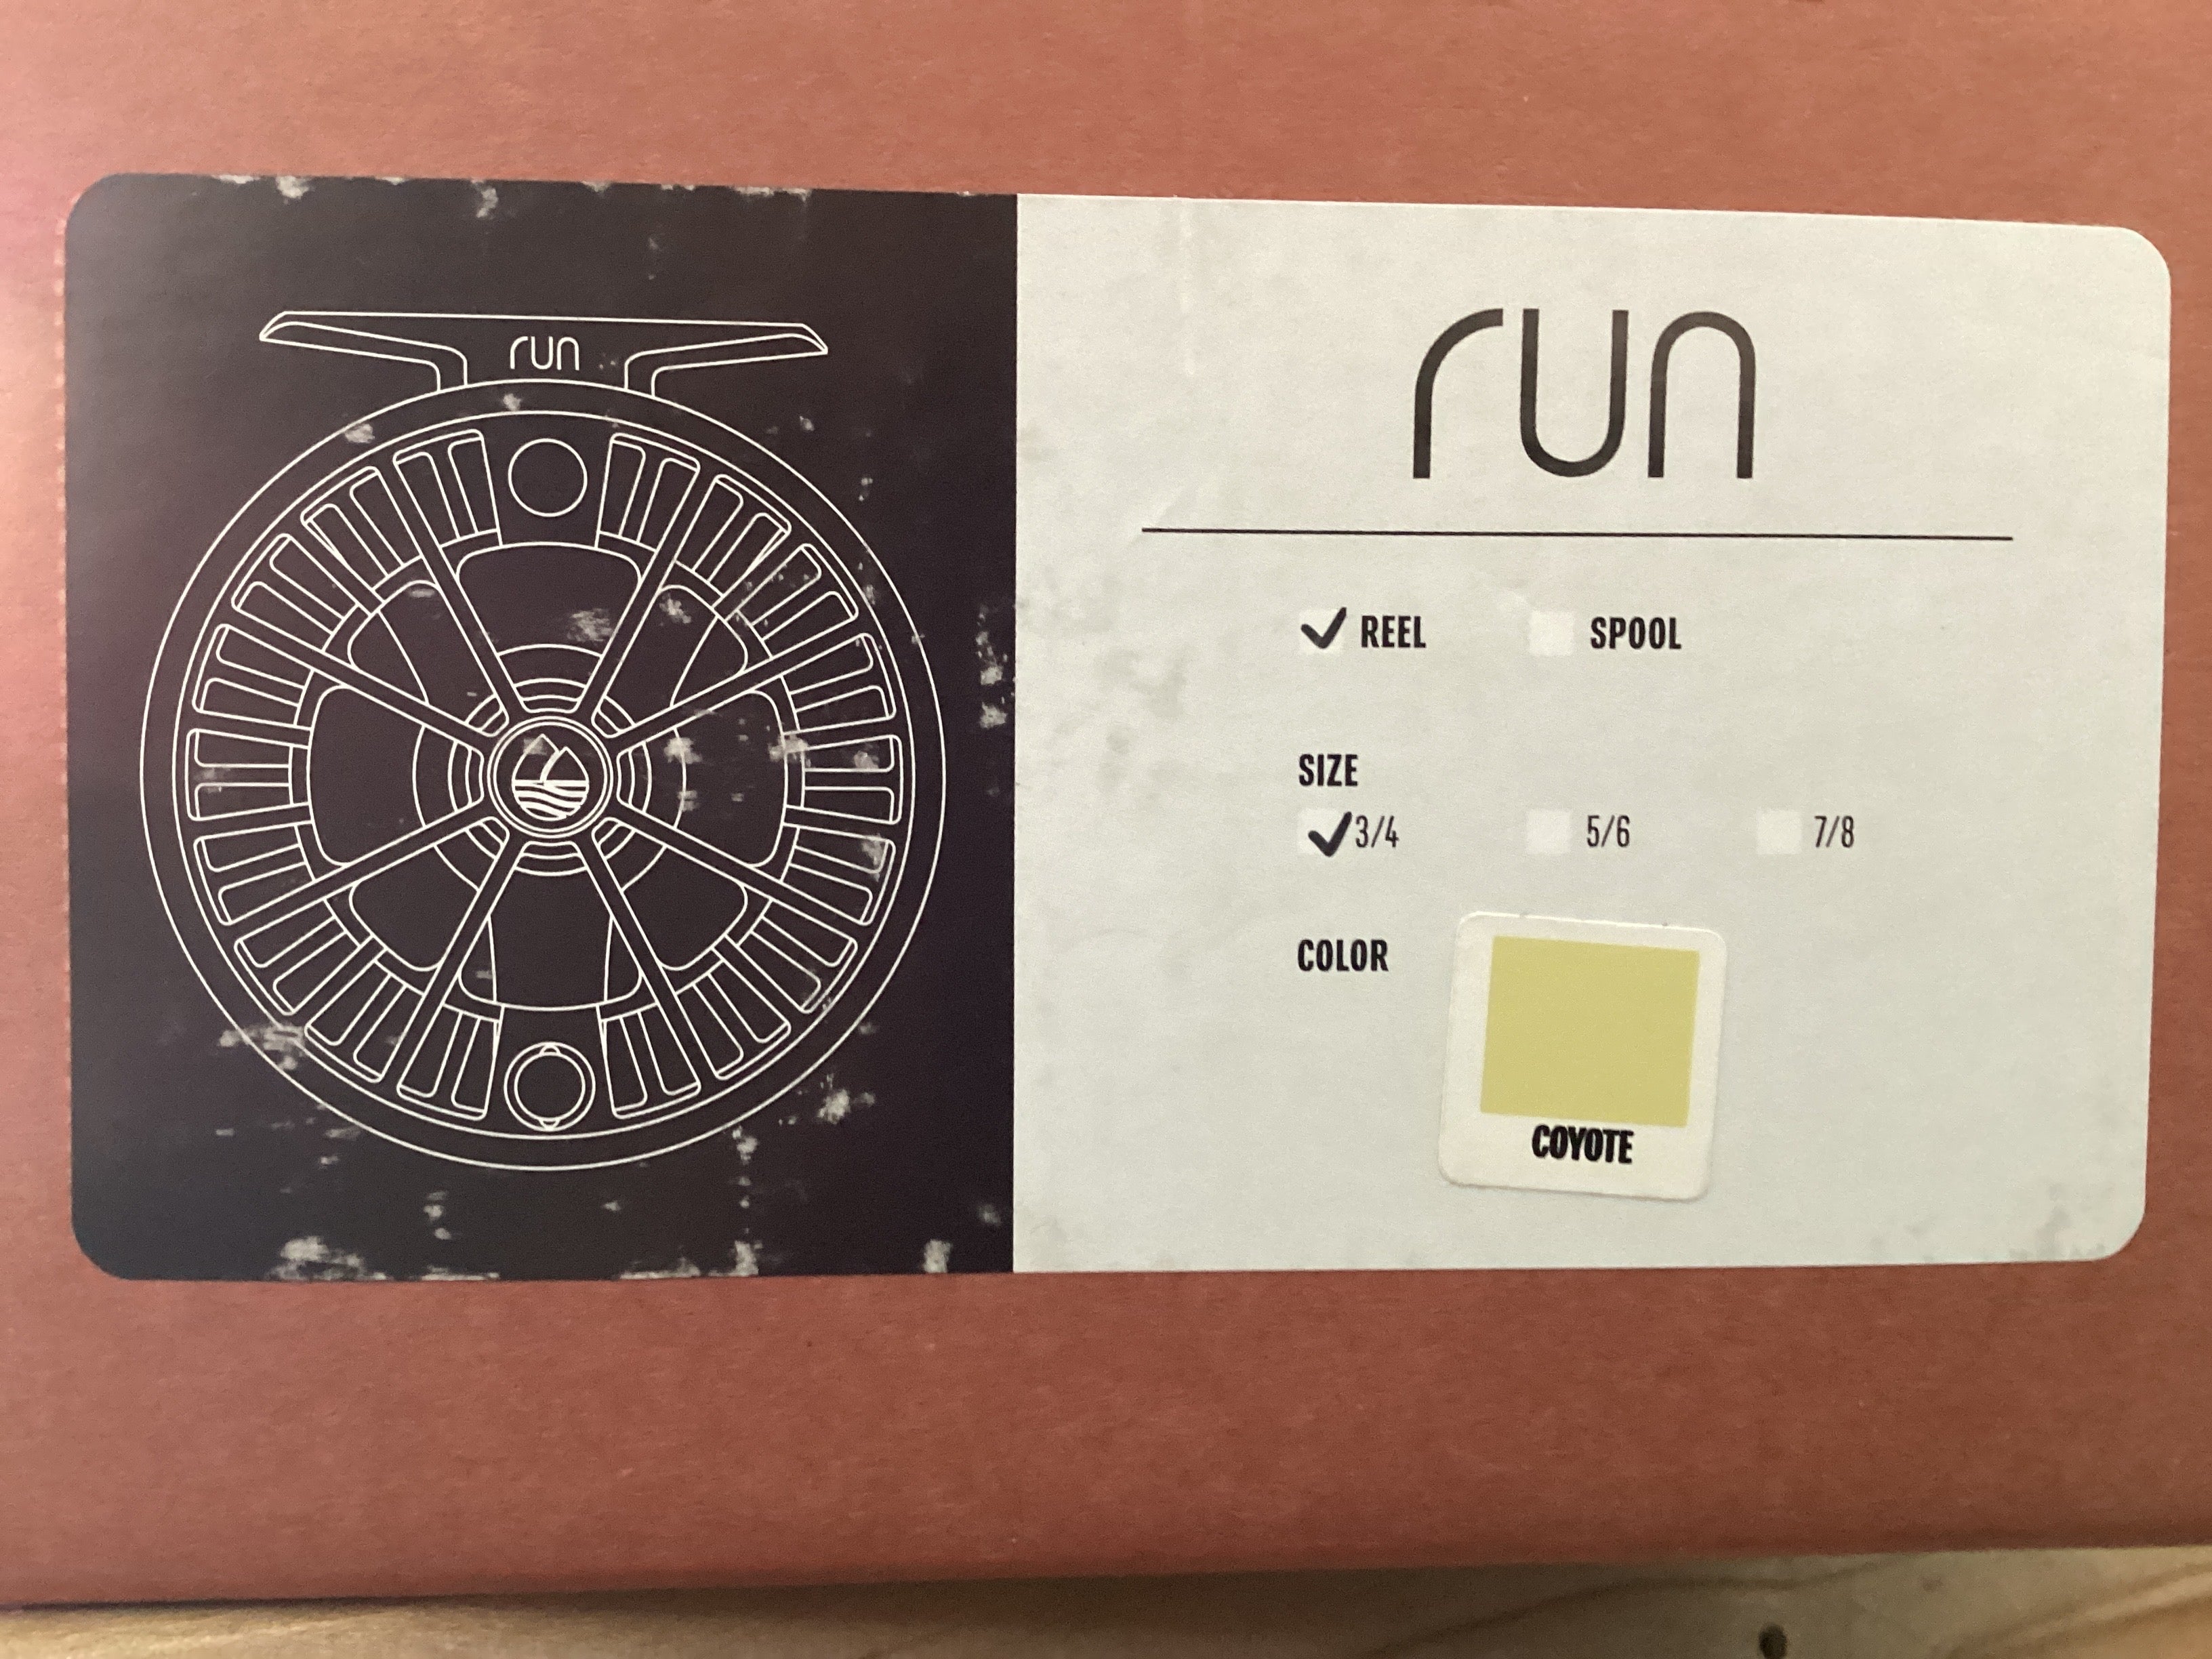 run
run
REEL SPOOL
SIZE
3/4 5/6 7/8
COLOR
COYOTE